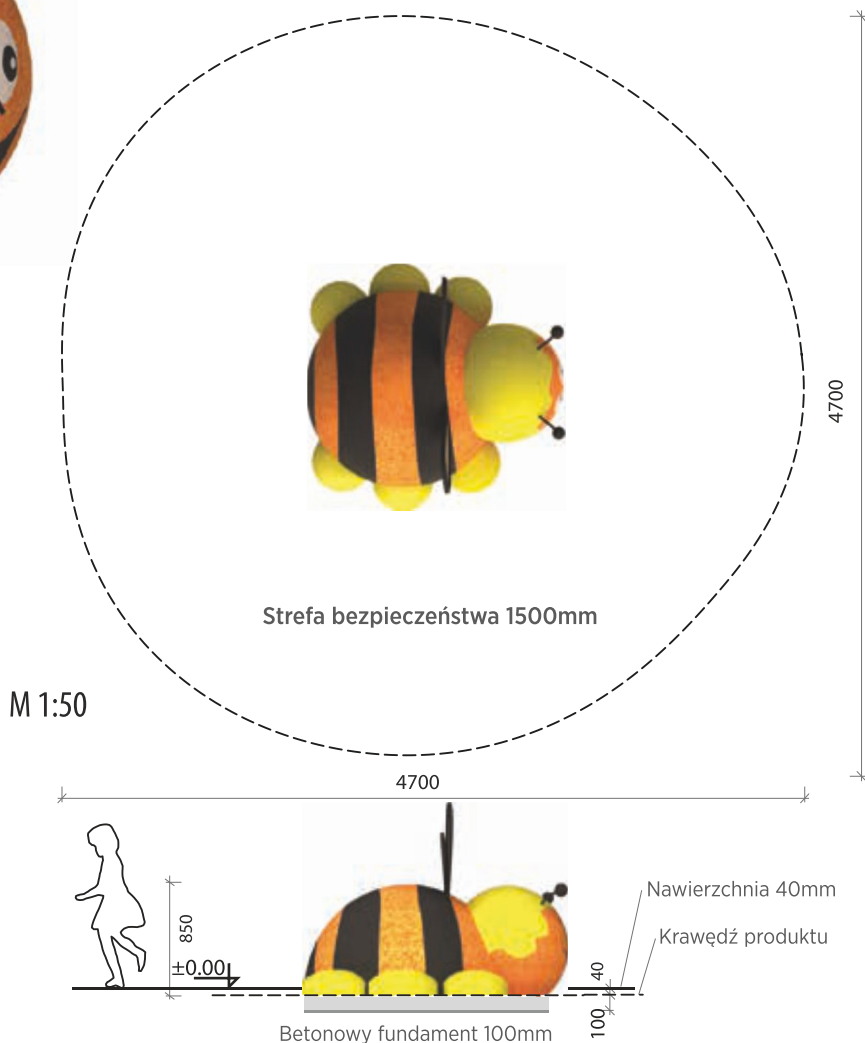 4700
Strefa bezpieczeństwa 1500mm
M 1:50
4700
Nawierzchnia 40mm
850
Krawędź produktu
±0.00
40
100
Betonowy fundament 100mm